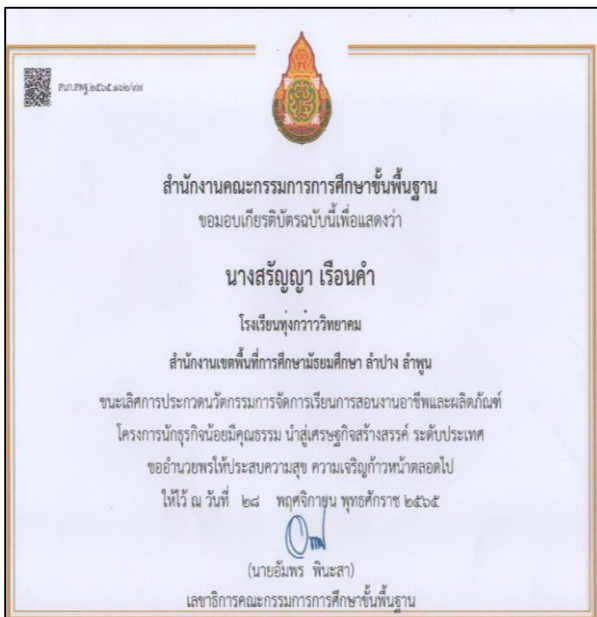 สำนักงานคณะกรรมการการศึกษาขั้นพื้นฐาน
ขอมอบเกียรติบัตรฉบับนี้เพื่อแสดงว่า
นางสรัญญา เรือนคำ
โรงเรียนทุ่งกว๋าววิทยาคม
สำนักงานเขตพื้นที่การศึกษามัธยมศึกษา ลำปาง ลำพูน
ชนะเลิศการประกวดนวัตกรรมการจัดการเรียนการสอนงานอาชีพและผลิตภัณฑ์
โครงการนักธุรกิจน้อยมีคุณธรรม นำสู่เศรษฐกิจสร้างสรรค์ ระดับประเทศ
ขออำนวยพรให้ประสบความสุข ความเจริญก้าวหน้าตลอดไป
ให้ไว้ ณ วันที่ ๒๘ พฤศจิกายน พุทธศักราช ๒๕๖๕
(นายอัมพร พินะสา)
เลขาธิการคณะกรรมการการศึกษาขั้นพื้นฐาน